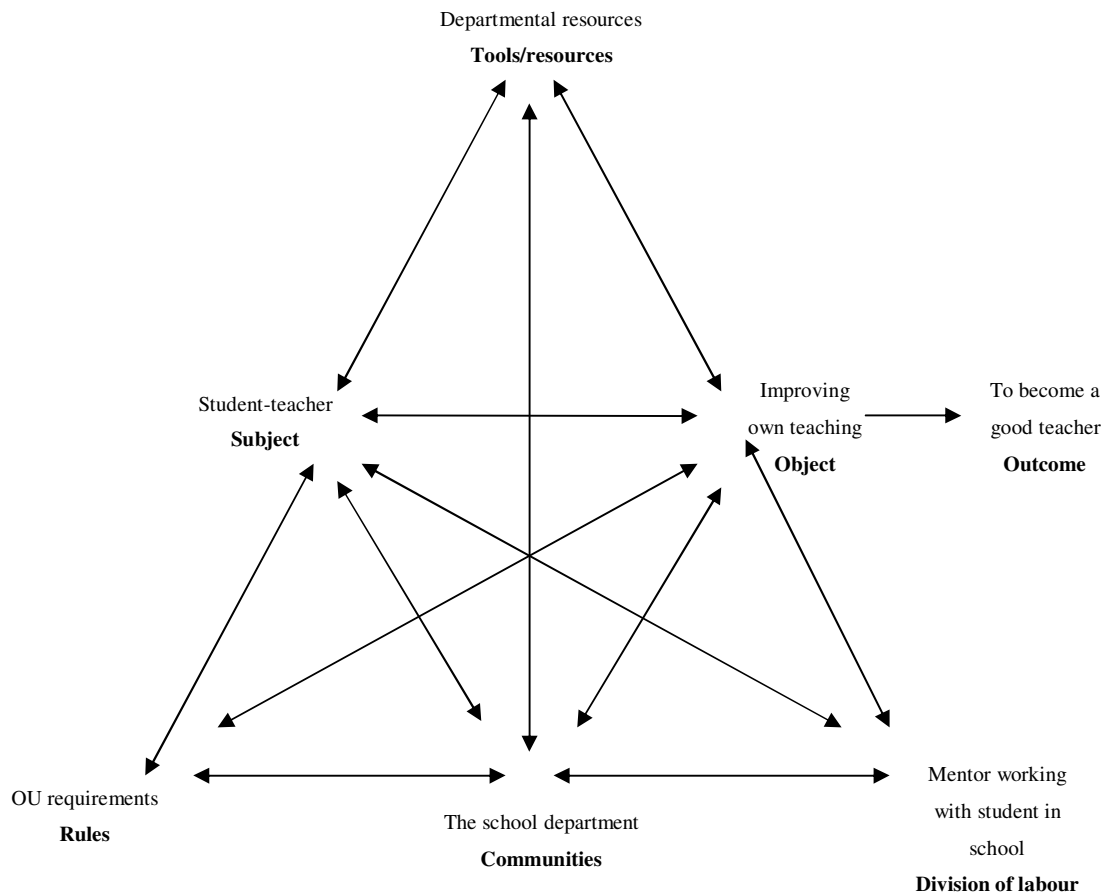 Departmental resources
Tools/resources
Student-teacher
Subject
Improving
own teaching
Object
To become a
good teacher
Outcome
OU requirements
Rules
The school department
Communities
Mentor working
with student in
school
Division of labour